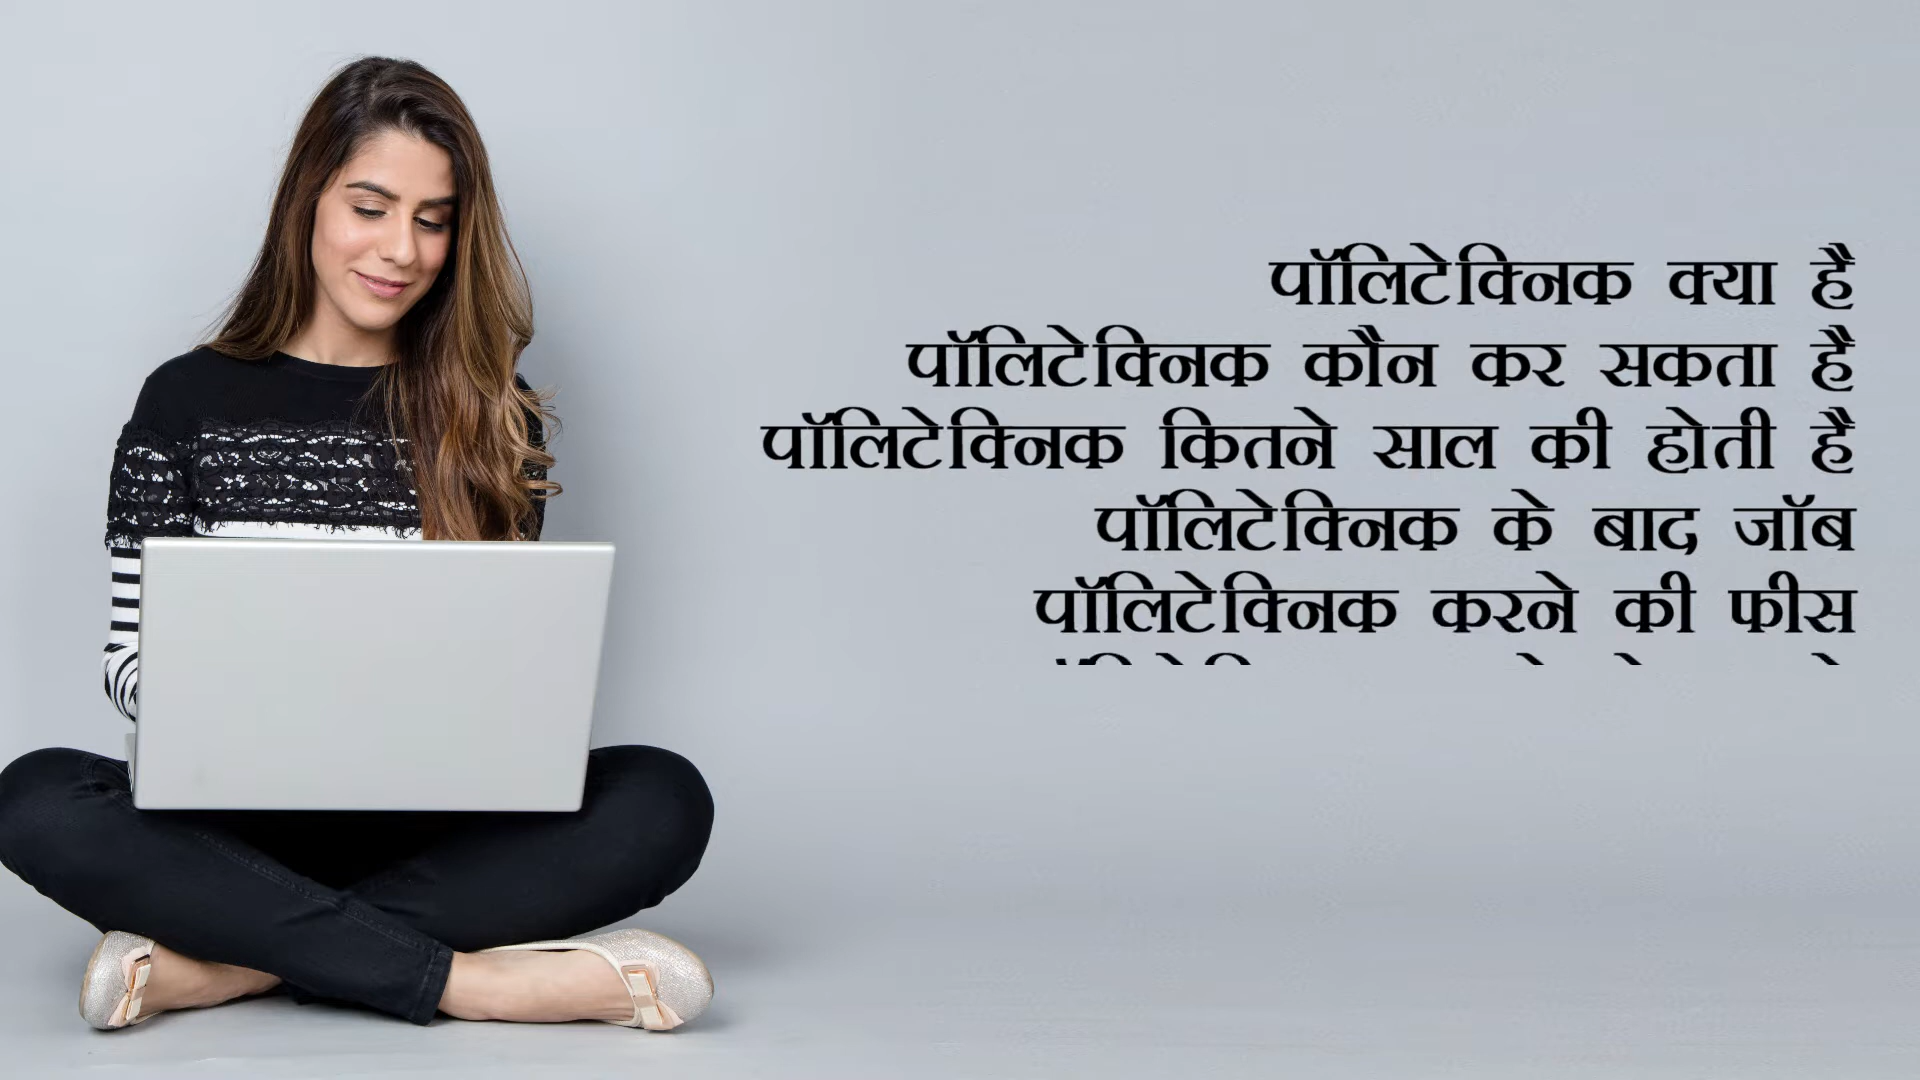 पॉलिटेक्निक क्या है
पॉलिटेक्निक कौन कर सकता है
पॉलिटेक्निक कितने साल की होती है
पॉलिटेक्निक के बाद जॉब
पॉलिटेक्निक करने की फीस